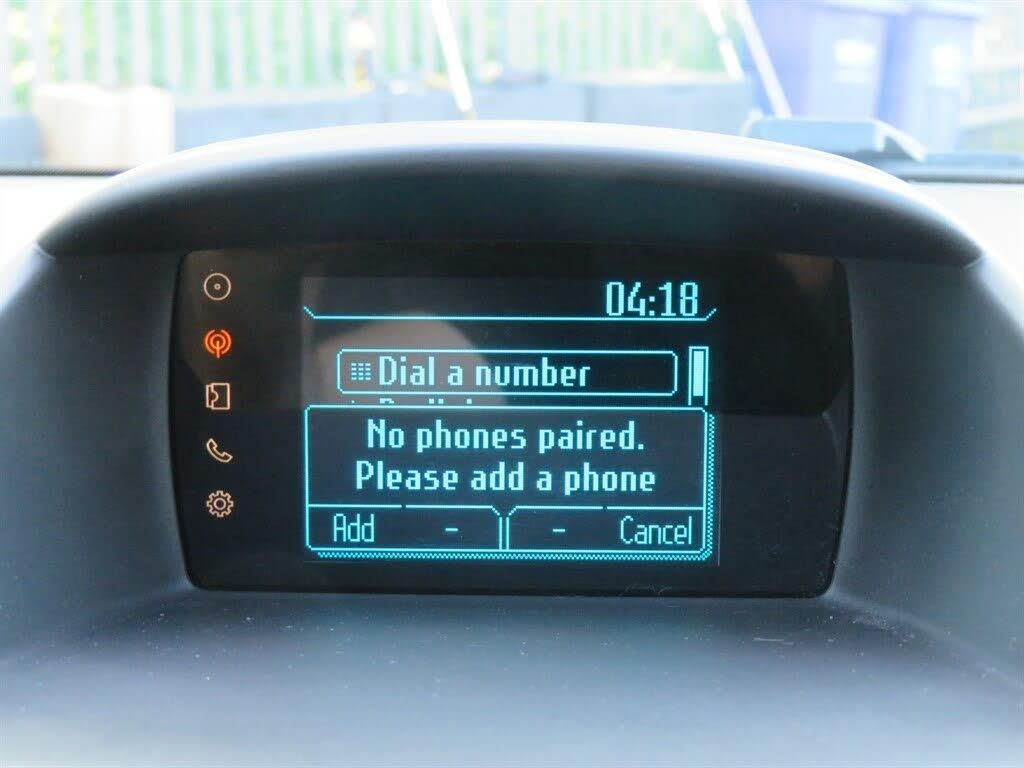 04:18
Dial a number
No phones paired.
Please add a phone
Add - - Cancel